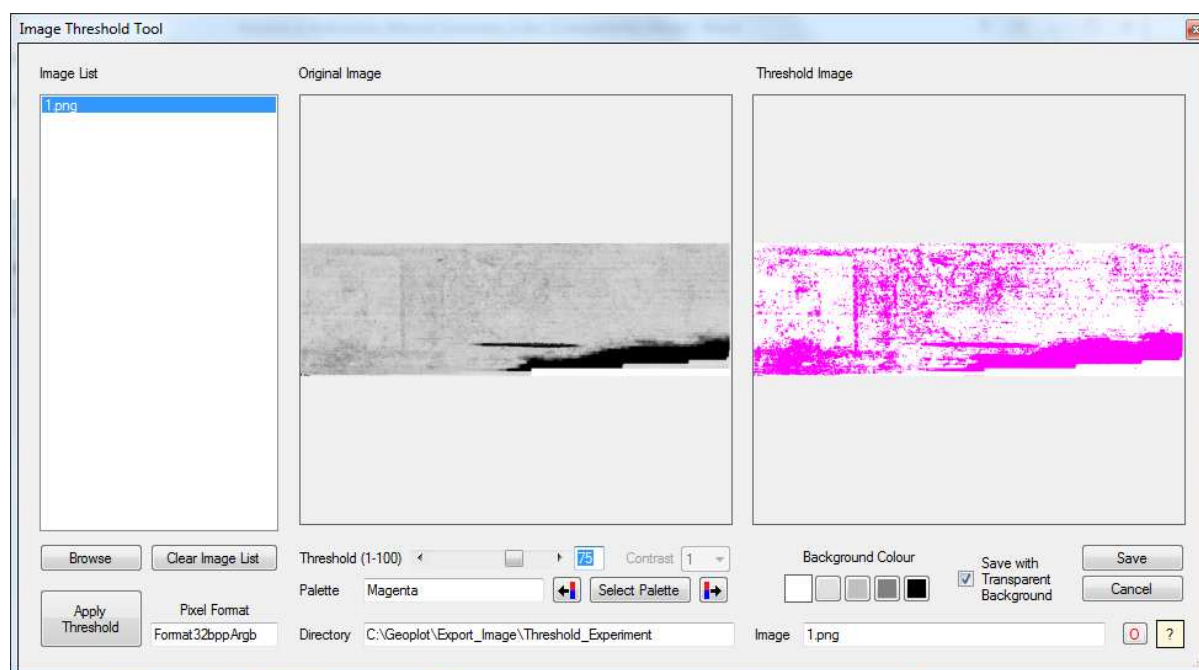 Image Threshold Tool
Image List
Original Image
Threshold Image
1.png
Browse
Clear Image List
Threshold (1-100)
75
Contrast
1
Background Colour
Save with
Transparent
Background
Save
Cancel
Palette
Magenta
Select Palette
Apply
Threshold
Pixel Format
Format32bppArgb
Directory
C:\Geoplot\Export_Image\Threshold_Experiment
Image
1.png
O
?